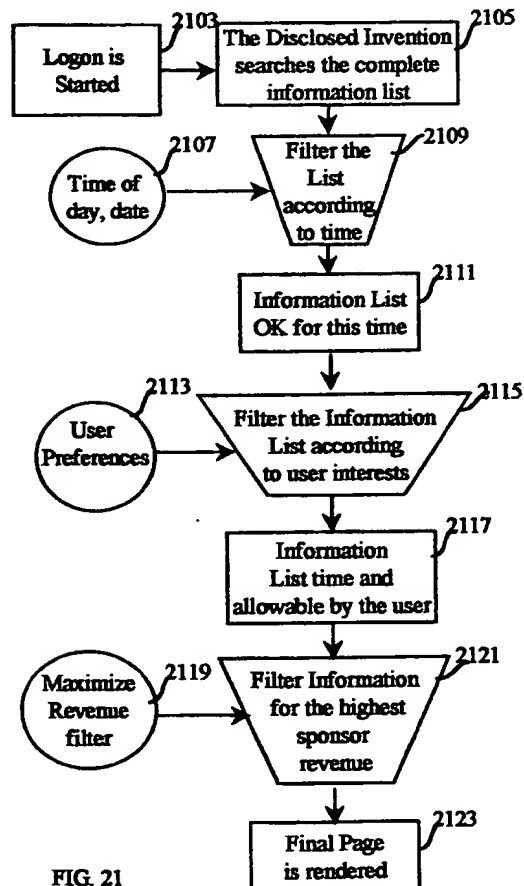 2103
Logon is
Started
2105
The Disclosed Invention
searches the complete
information list
2107
Time of
day, date
2109
Filter the
List
according
to time
2111
Information List
OK for this time
2113
User
Preferences
2115
Filter the Information
List according
to user interests
2117
Information
List time and
allowable by the user
2119
Maximize
Revenue
filter
2121
Filter Information
for the highest
sponsor
revenue
2123
Final Page
is rendered
FIG. 21